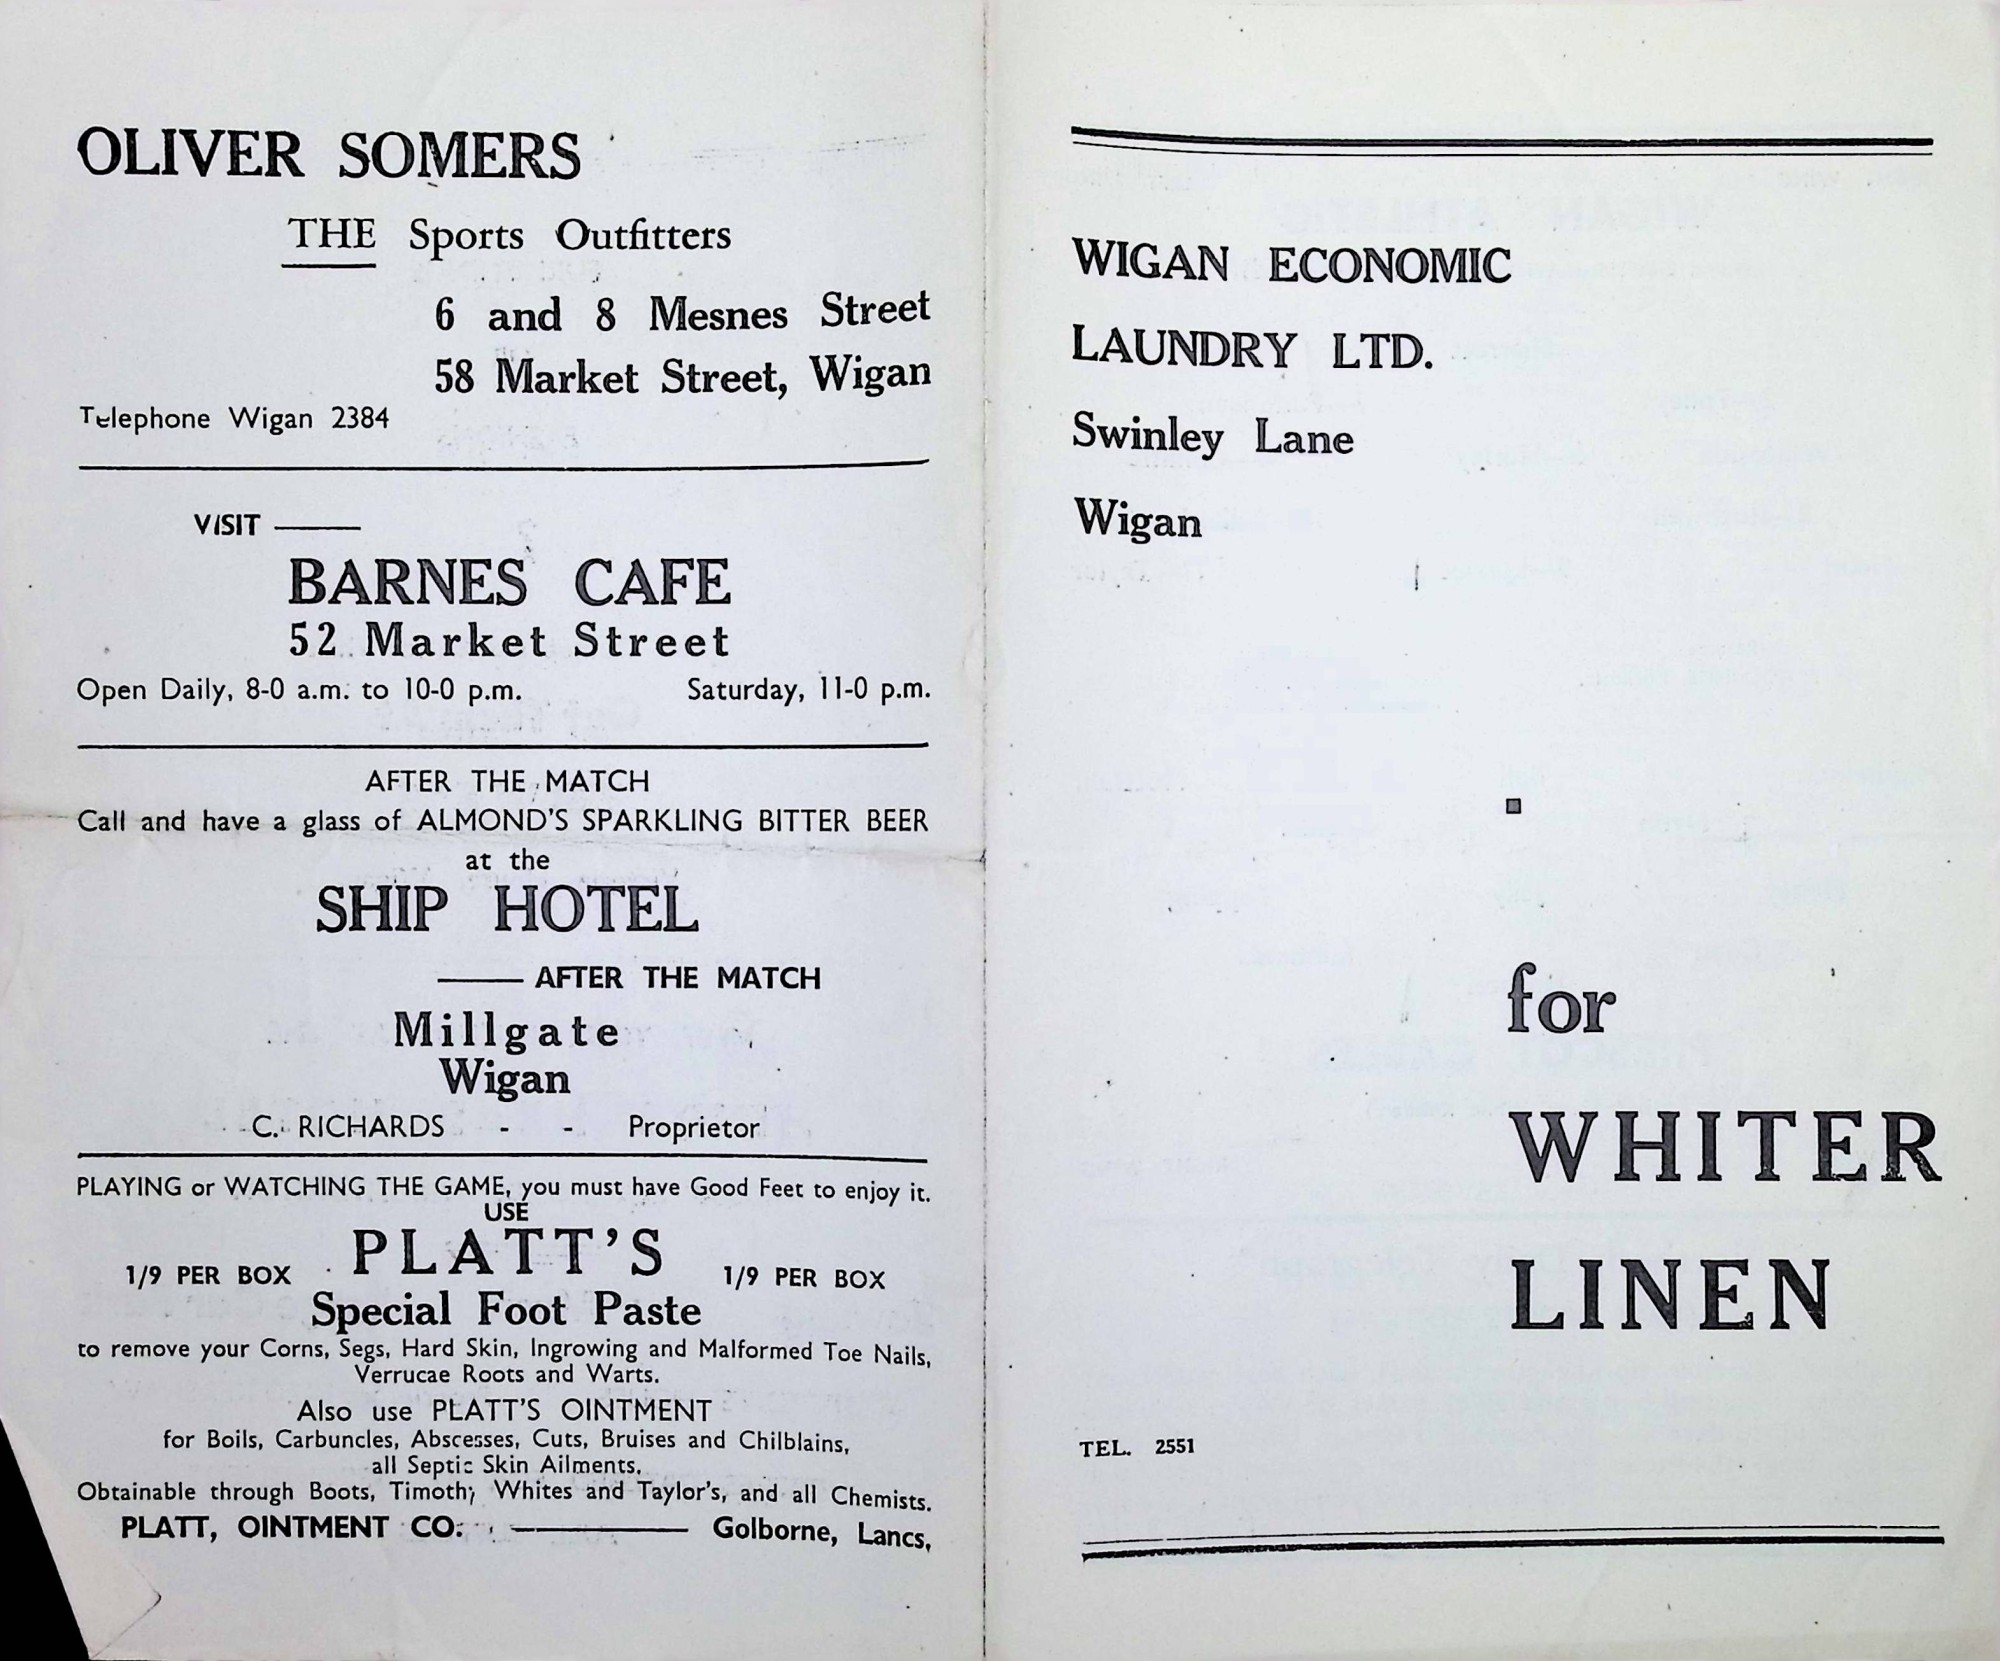 OLIVER SOMERS
THE Sports Outfitters
6 and 8 Mesnes Street
58 Market Street, Wigan
Telephone Wigan 2384
VISIT ——
BARNES CAFE
52 Market Street
Open Daily, 8-0 a.m. to 10-0 p.m. Saturday, 11-0 p.m.
AFTER THE MATCH
Call and have a glass of ALMOND'S SPARKLING BITTER BEER
at the
SHIP HOTEL
—— AFTER THE MATCH
Millgate
Wigan
C. RICHARDS - - Proprietor
PLAYING or WATCHING THE GAME, you must have Good Feet to enjoy it.
USE
PLATT'S
1/9 PER BOX 1/9 PER BOX
Special Foot Paste
to remove your Corns, Segs, Hard Skin, Ingrowing and Malformed Toe Nails,
Verrucae Roots and Warts.
Also use PLATT'S OINTMENT
for Boils, Carbuncles, Abscesses, Cuts, Bruises and Chilblains,
all Septic Skin Ailments.
Obtainable through Boots, Timothy Whites and Taylor's, and all Chemists.
PLATT, OINTMENT CO. —— Golborne, Lancs,
WIGAN ECONOMIC
LAUNDRY LTD.
Swinley Lane
Wigan
for
WHITER
LINEN
TEL. 2551